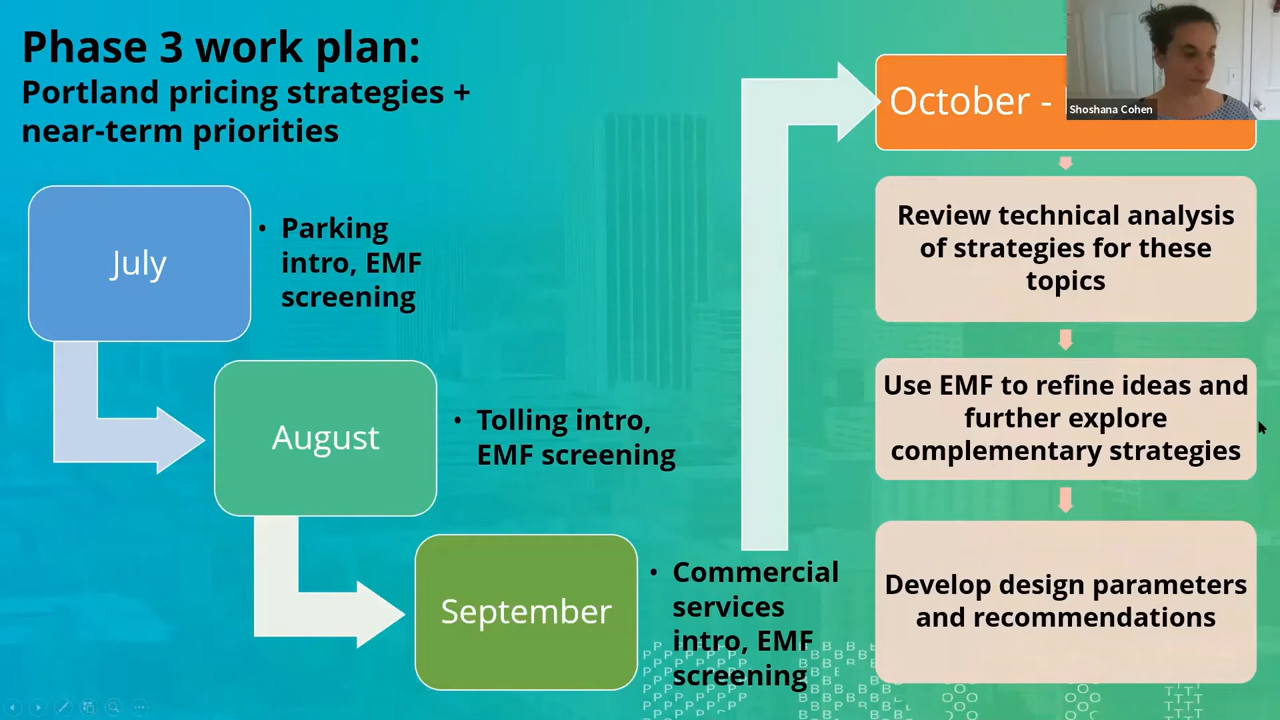 Phase 3 work plan:
Portland pricing strategies +
near-term priorities
July
• Parking
intro, EMF
screening
August
• Tolling intro,
EMF screening
September
• Commercial
services
intro, EMF
screening
October -
Shoshana Cohen
Review technical analysis
of strategies for these
topics
Use EMF to refine ideas and
further explore
complementary strategies
Develop design parameters
and recommendations